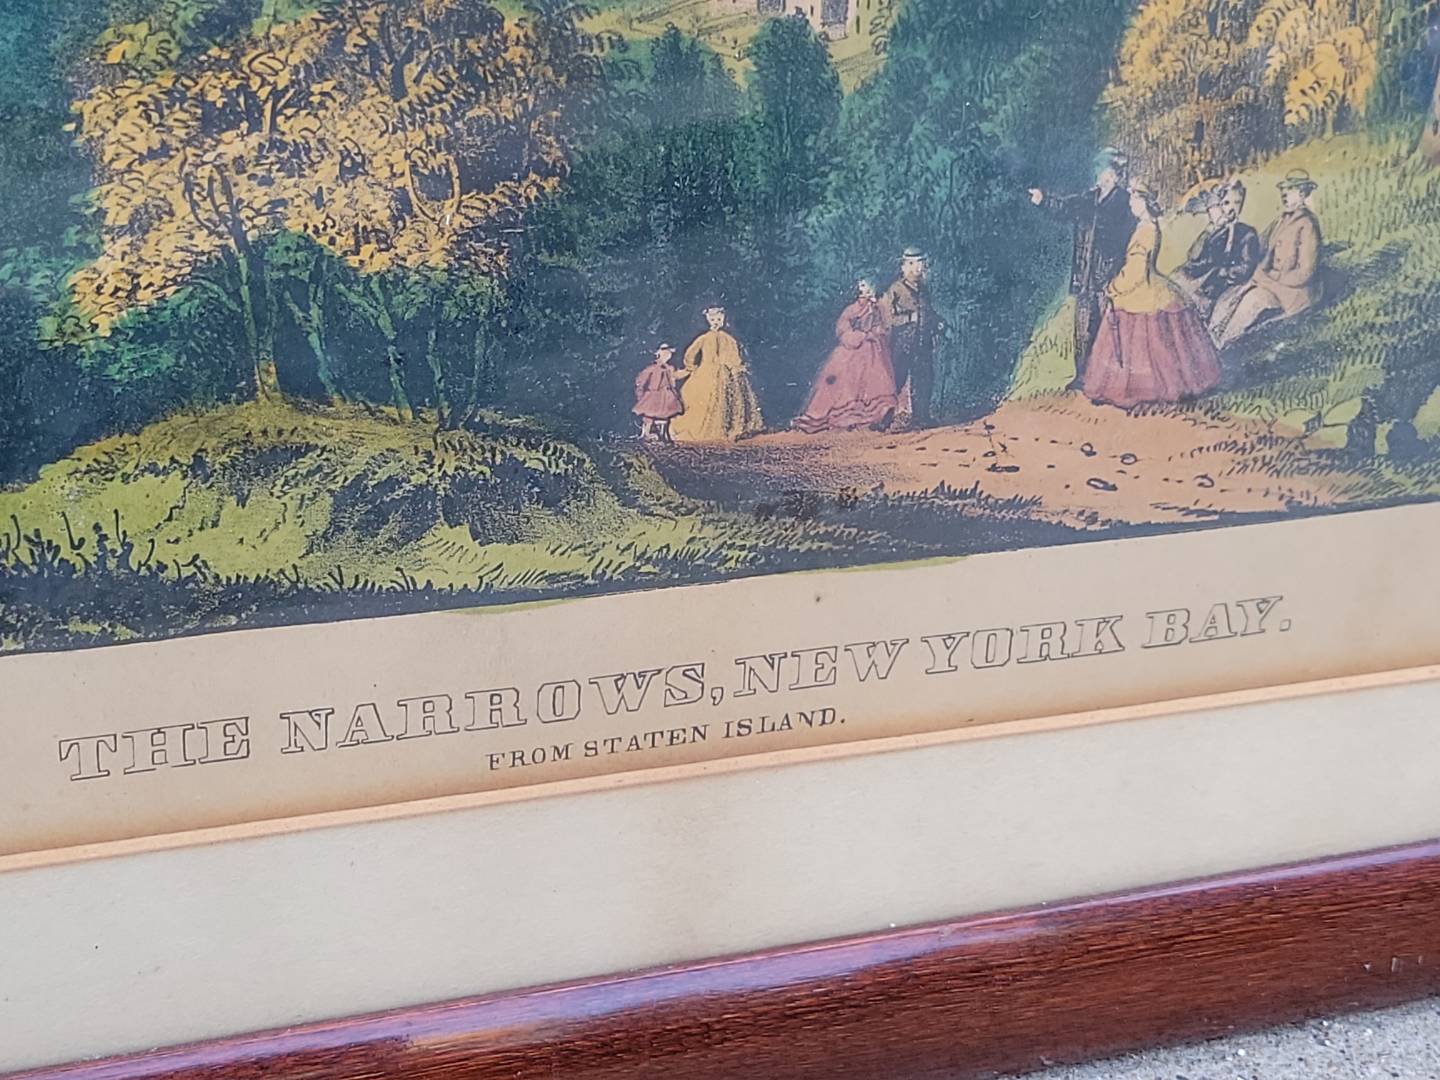 THE NARROWS, NEW YORK BAY.
FROM STATEN ISLAND.